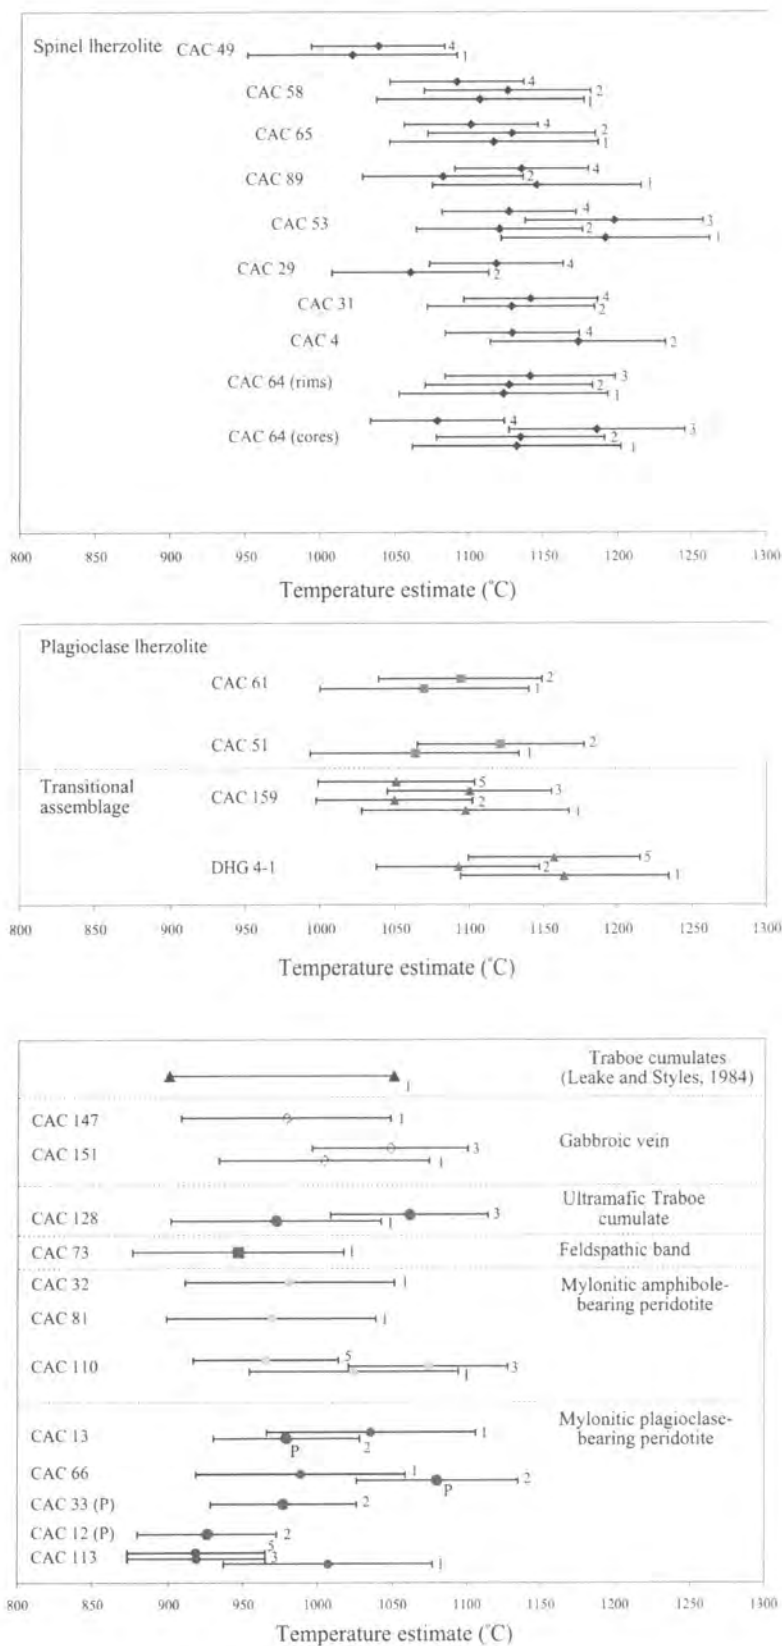 Spinel lherzolite
CAC 49
4
1
CAC 58
4
2
1
CAC 65
4
2
1
CAC 89
4
2
1
CAC 53
4
3
2
1
CAC 29
4
2
CAC 31
4
2
CAC 4
4
2
CAC 64 (rims)
3
2
1
CAC 64 (cores)
4
3
2
1
800 850 900 950 1000 1050 1100 1150 1200 1250 1300
Temperature estimate (°C)
Plagioclase lherzolite
CAC 61
2
1
CAC 51
2
1
Transitional
assemblage
CAC 159
5
3
2
1
DHG 4-1
5
2
1
800 850 900 950 1000 1050 1100 1150 1200 1250 1300
Temperature estimate (°C)
Traboe cumulates
(Leake and Styles, 1984)
1
CAC 147
1
Gabbroic vein
CAC 151
3
1
Ultramafic Traboe
cumulate
CAC 128
3
1
CAC 73
1
Feldspathic band
CAC 32
1
Mylonitic amphibole-
bearing peridotite
CAC 81
1
CAC 110
5
3
1
Mylonitic plagioclase-
bearing peridotite
CAC 13
1
2
P
CAC 66
1
2
P
CAC 33 (P)
2
CAC 12 (P)
2
CAC 113
5
3
1
800 850 900 950 1000 1050 1100 1150 1200 1250 1300
Temperature estimate (°C)